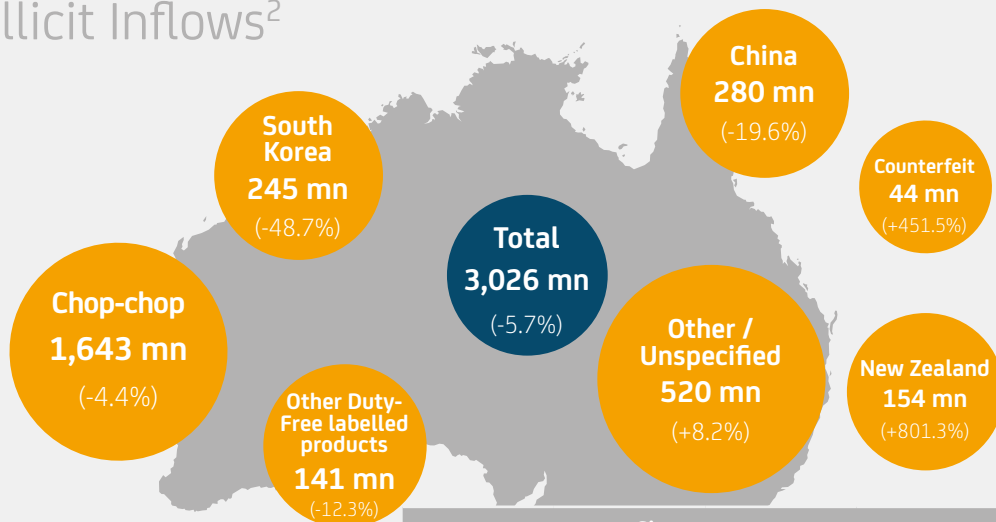 llicit Inflows²
China
280 mn
(-19.6%)
South
Korea
245 mn
(-48.7%)
Counterfeit
44 mn
(+451.5%)
Total
3,026 mn
(-5.7%)
Chop-chop
1,643 mn
(-4.4%)
Other /
Unspecified
520 mn
(+8.2%)
New Zealand
154 mn
(+801.3%)
Other Duty-
Free labelled
products
141 mn
(-12.3%)